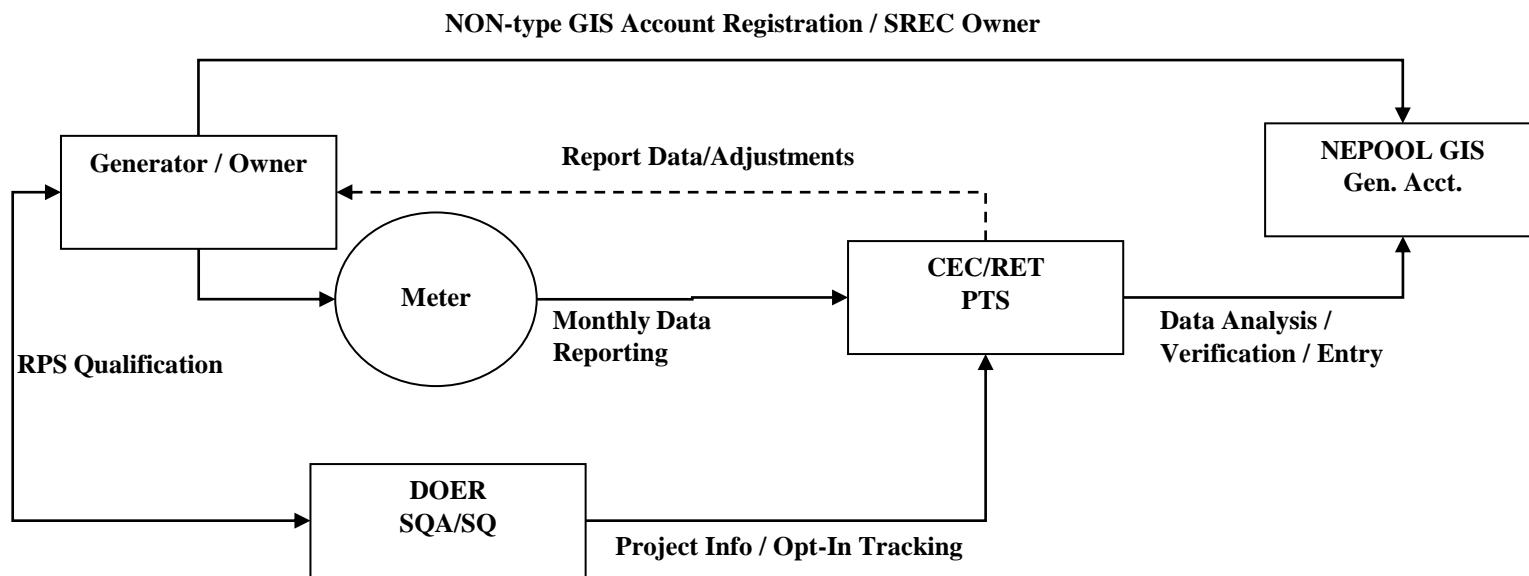 NON-type GIS Account Registration / SREC Owner
Generator / Owner
Report Data/Adjustments
NEPOOL GIS
Gen. Acct.
CEC/RET
PTS
Meter
Monthly Data
Reporting
Data Analysis /
Verification / Entry
RPS Qualification
DOER
SQA/SQ
Project Info / Opt-In Tracking